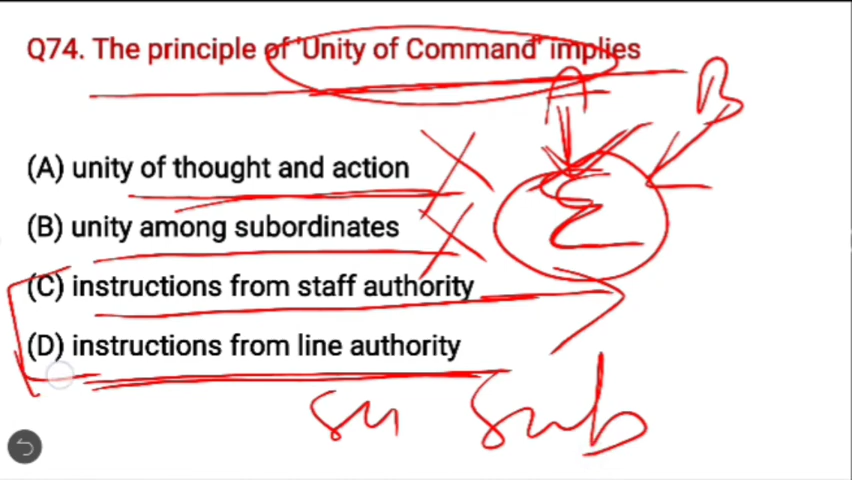 Q74. The principle of 'Unity of Command' implies
A
B
(A) unity of thought and action
(B) unity among subordinates
E
(C) instructions from staff authority
(D) instructions from line authority
su sub